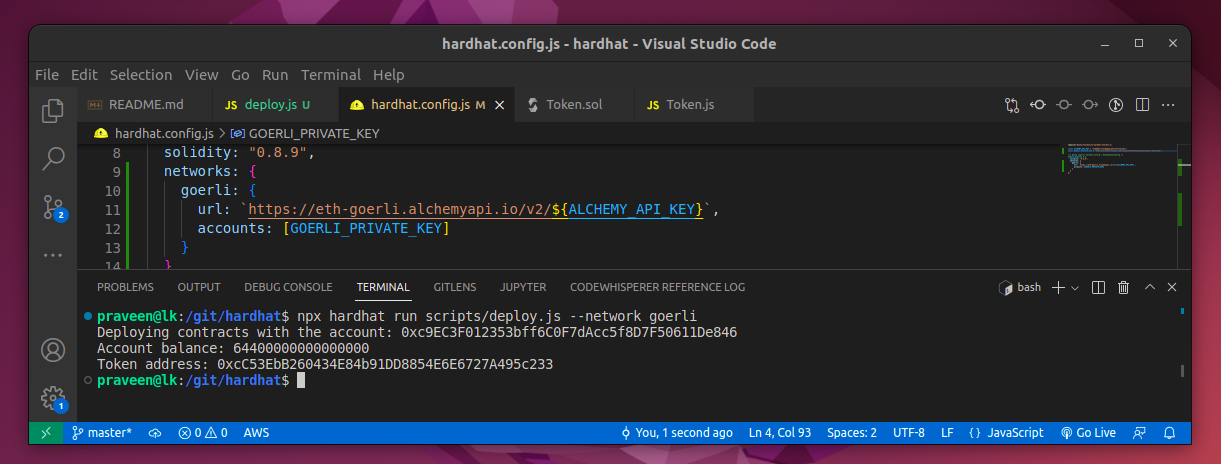 hardhat.config.js - hardhat - Visual Studio Code
File Edit Selection View Go Run Terminal Help
README.md JS deploy.js U hardhat.config.js M Token.sol JS Token.js
hardhat.config.js > GOERLI_PRIVATE_KEY
8 solidity: "0.8.9",
9 networks: {
10 goerli: {
11 url: `https://eth-goerli.alchemyapi.io/v2/${ALCHEMY_API_KEY}`,
12 accounts: [GOERLI_PRIVATE_KEY]
13 }
14 }
2
PROBLEMS OUTPUT DEBUG CONSOLE TERMINAL GITLENS JUPYTER CODEWHISPERER REFERENCE LOG bash
praveen@lk:/git/hardhat$ npx hardhat run scripts/deploy.js --network goerli
Deploying contracts with the account: 0xc9EC3F012353bff6C0F7dAcc5f8D7F50611De846
Account balance: 64400000000000000
Token address: 0xcC53EbB260434E84b91DD8854E6E6727A495c233
praveen@lk:/git/hardhat$
1
master* 0 0 AWS You, 1 second ago Ln 4, Col 93 Spaces: 2 UTF-8 LF {} JavaScript Go Live